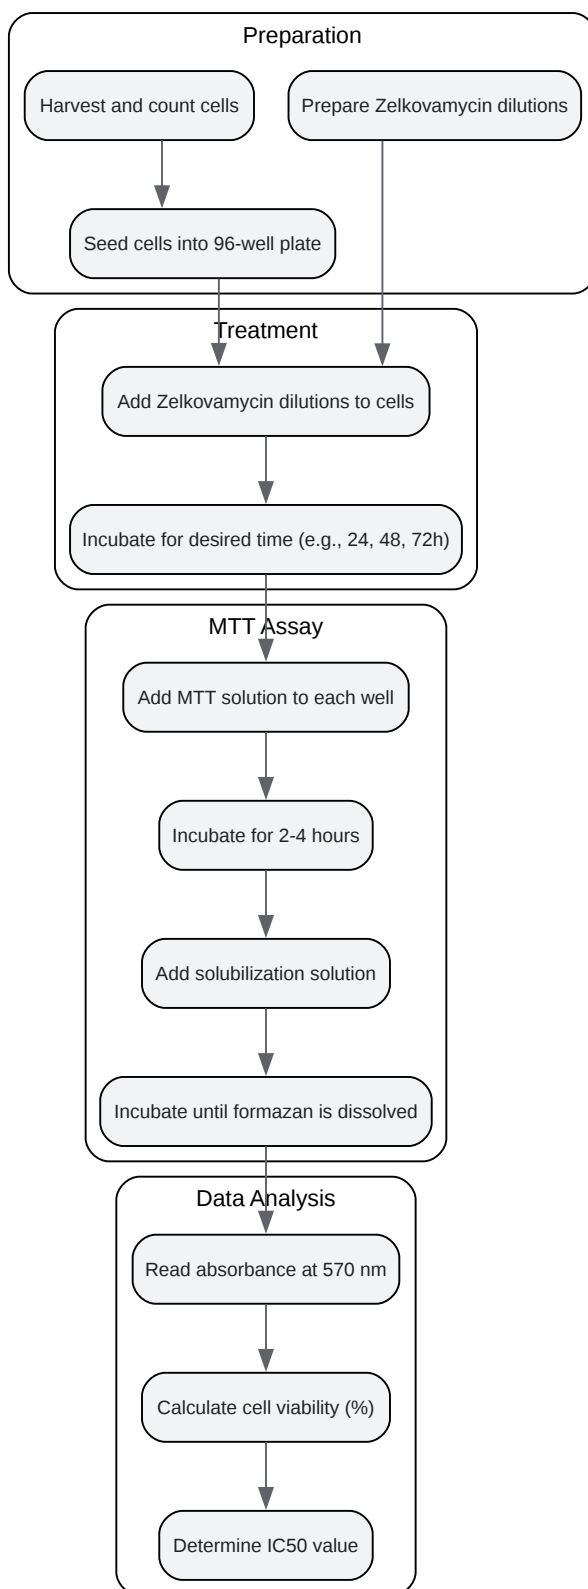 Preparation
Harvest and count cells
Prepare Zelkovamycin dilutions
Seed cells into 96-well plate
Treatment
Add Zelkovamycin dilutions to cells
Incubate for desired time (e.g., 24, 48, 72h)
MTT Assay
Add MTT solution to each well
Incubate for 2-4 hours
Add solubilization solution
Incubate until formazan is dissolved
Data Analysis
Read absorbance at 570 nm
Calculate cell viability (%)
Determine IC50 value